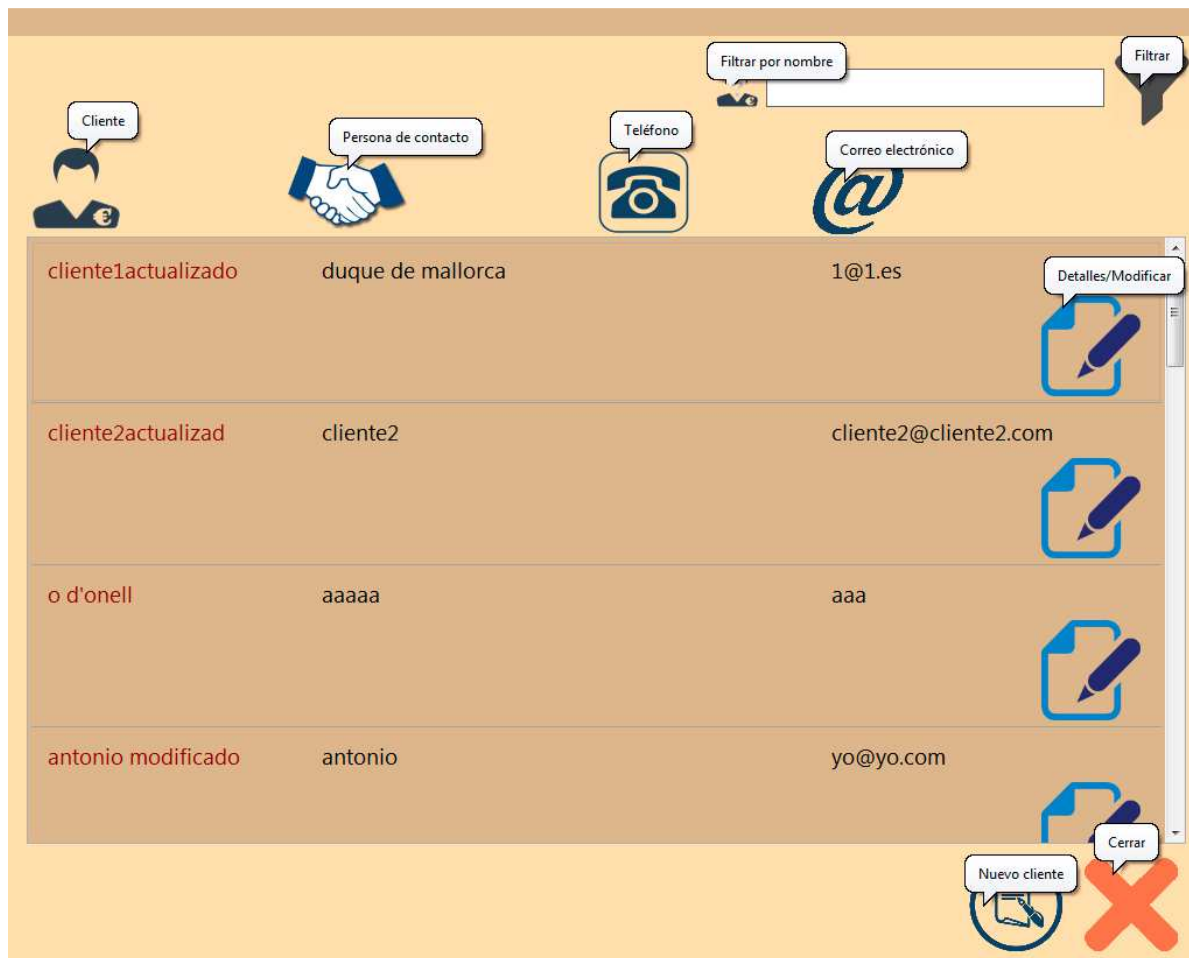 Filtrar por nombre
Filtrar
Cliente
Persona de contacto
Teléfono
Correo electrónico
cliente1actualizado duque de mallorca 1@1.es
Detalles/Modificar
cliente2actualizad cliente2 cliente2@cliente2.com
o d'onell aaaaa aaa
antonio modificado antonio yo@yo.com
Cerrar
Nuevo cliente